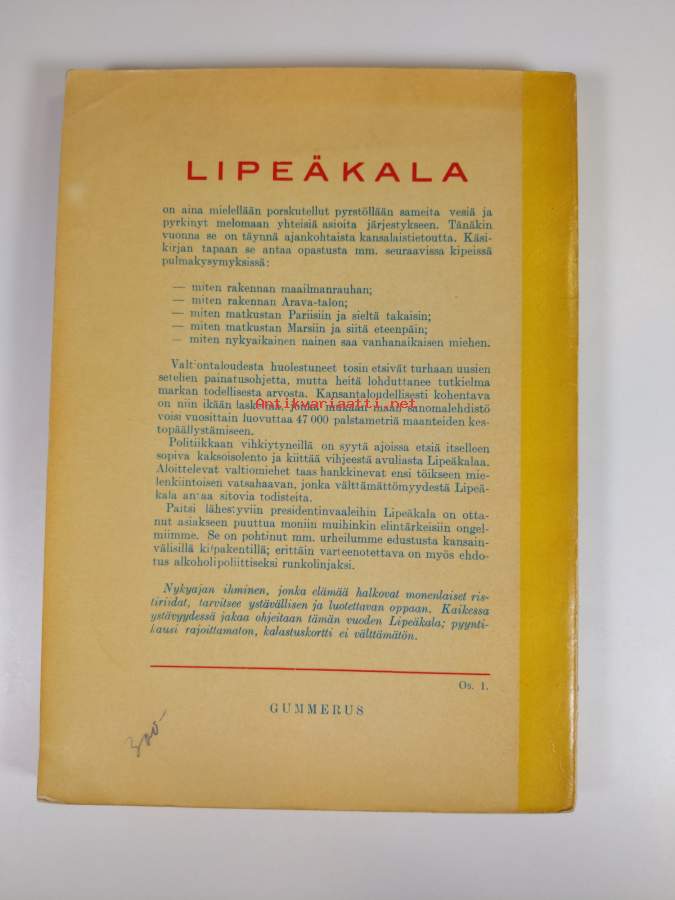 LIPEÄKALA
on aina mielellään porskutellut pyrstöllään sameita vesiä ja
pyrkinyt melomaan yhteisiä asioita järjestykseen. Tänäkin
vuonna se on täynnä ajankohtaista kansalaistietoutta. Käsi-
kirjan tapaan se antaa opastusta mm. seuraavissa kipeissä
pulmakysymyksissä:
— miten rakennan maailmanrauhan;
— miten rakennan Arava-talon;
— miten matkustan Pariisiin ja sieltä takaisin;
— miten matkustan Marsiin ja siitä eteenpäin;
— miten nykyaikainen nainen saa vanhanaikaisen miehen.
Valtiontaloudesta huolestuneet tosin etsivät turhaan uusien
setelien painatusohjetta, mutta heitä lohduttanee tutkielma
markan todellisesta arvosta. Kansantaloudellisesti kohentava
on niin ikään laskelma, jonka mukaan maan sanomalehdistö
Antikvariaatti.net
voisi vuosittain luovuttaa 47 000 palstametriä maanteiden kes-
topäällystämiseen.
Politiikkaan vihkiytyneillä on syytä ajoissa etsiä itselleen
sopiva kaksoisolento ja kiittää vihjeestä avuliasta Lipeäkalaa.
Aloittelevat valtiomiehet taas hankkinevat ensi töikseen mie-
lenkiintoisen vatsahaavan, jonka välttämättömyydestä Lipeä-
kala antaa sitovia todisteita.
Paitsi lähestyviin presidentinvaaleihin Lipeäkala on otta-
nut asiakseen puuttua moniin muihinkin elintärkeisiin ongel-
miimme. Se on pohtinut mm. urheilumme edustusta kansain-
välisillä kilpakentillä; erittäin varteenotettava on myös ehdo-
tus alkoholipoliittiseksi runkolinjaksi.
Nykyajan ihminen, jonka elämää halkovat monenlaiset ris-
tiriidat, tarvitsee ystävällisen ja luotettavan oppaan. Kaikessa
ystävyydessä jakaa ohjeitaan tämän vuoden Lipeäkala; pyynti-
kausi rajoittamaton, kalastuskortti ei välttämätön.
Os. 1.
GUMMERUS
300-